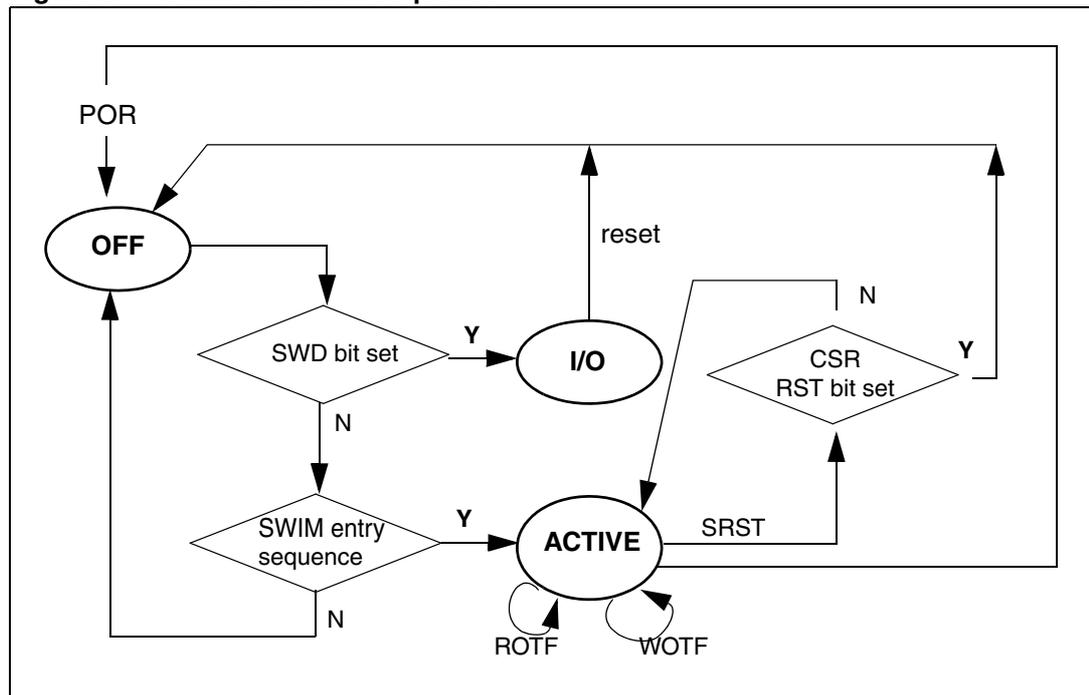 POR
OFF
reset
SWD bit set
Y
I/O
N
CSR
RST bit set
Y
N
SWIM entry
sequence
Y
ACTIVE
SRST
N
ROTF
WOTF